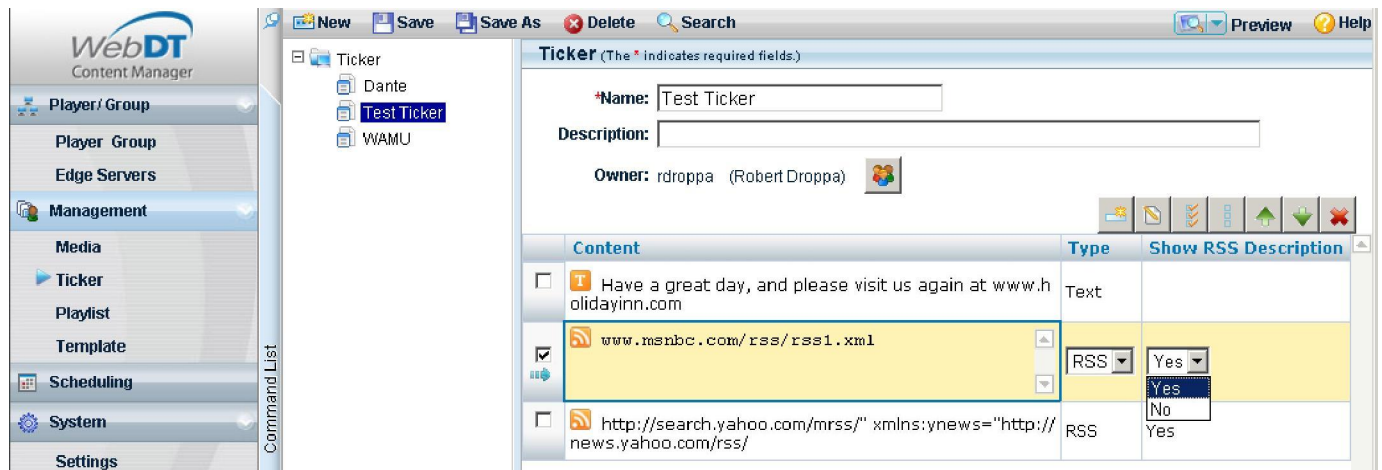 WebDT
Content Manager
Player/Group
Player Group
Edge Servers
Management
Media
Ticker
Playlist
Template
Scheduling
System
Settings
Command List
New Save Save As Delete Search Preview Help
Ticker
Dante
Test Ticker
WAMU
Ticker (The * indicates required fields.)
*Name: Test Ticker
Description:
Owner: rdroppa (Robert Droppa)
Content Type Show RSS Description
T Have a great day, and please visit us again at www.h
olidayinn.com
Text
www.msnbc.com/rss/rss1.xml
RSS Yes
Yes
No
http://search.yahoo.com/mrss/" xmlns:ynews="http://
news.yahoo.com/rss/
RSS Yes